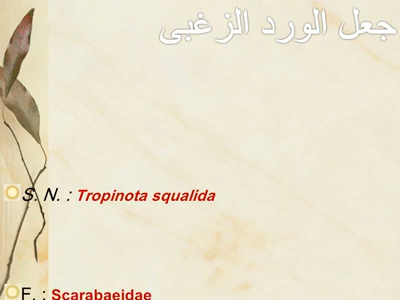 جعل الورد الزغبى
S. N. : Tropinota squalida
F. : Scarabaeidae